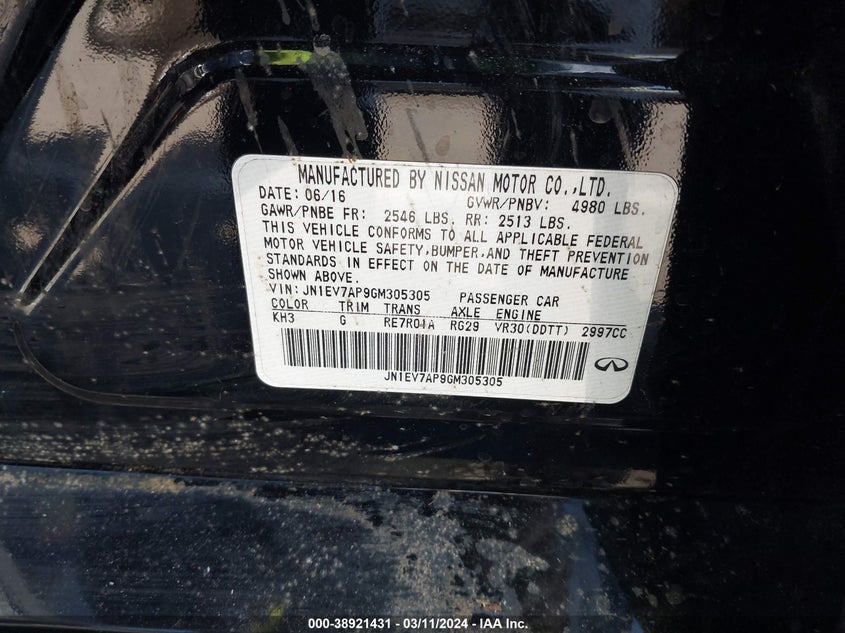 MANUFACTURED BY NISSAN MOTOR CO.,LTD.
DATE: 06/16 GVWR/PNBV: 4980 LBS.
GAWR/PNBE FR: 2546 LBS. RR: 2513 LBS.
THIS VEHICLE CONFORMS TO ALL APPLICABLE FEDERAL
MOTOR VEHICLE SAFETY,BUMPER,AND THEFT PREVENTION
STANDARDS IN EFFECT ON THE DATE OF MANUFACTURE
SHOWN ABOVE.
VIN: JN1EV7AP9GM305305 PASSENGER CAR
COLOR TRIM TRANS AXLE ENGINE
KH3 G RE7R01A RG29 VR30(DDTT) 2997CC
JN1EV7AP9GM305305
000-38921431 - 03/11/2024 - IAA Inc.